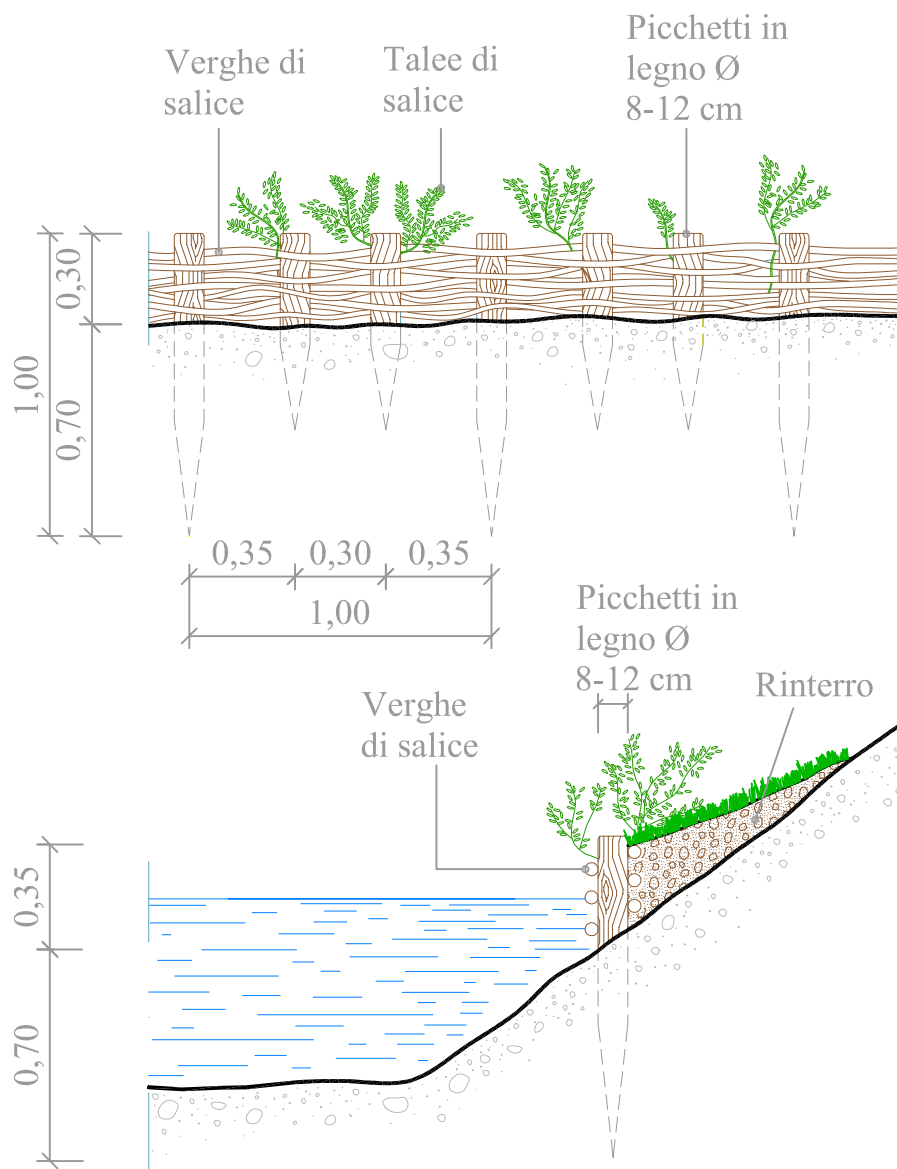 Verghe di
salice
Talee di
salice
Picchetti in
legno Ø
8-12 cm
0,30
1,00
0,70
0,35
0,30
0,35
1,00
Picchetti in
legno Ø
8-12 cm
Rinterro
Verghe
di salice
0,35
0,70